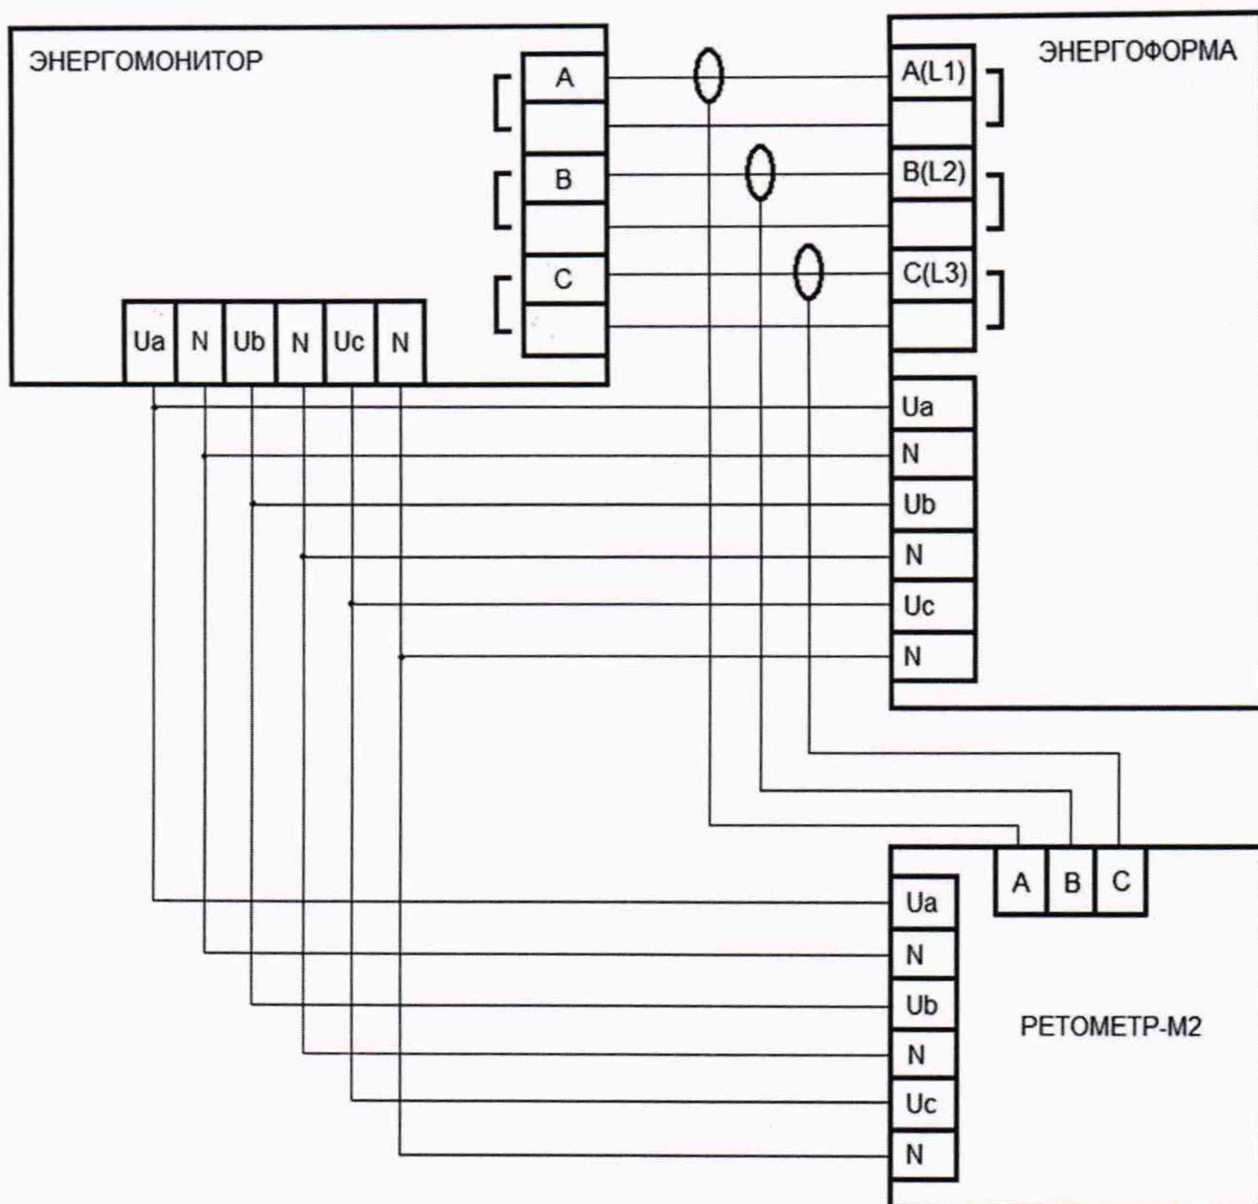 ЭНЕРГОМОНИТОР
A
B
C
Ua N Ub N Uc N
ЭНЕРГОФОРМА
A(L1)
B(L2)
C(L3)
Ua
N
Ub
N
Uc
N
A B C
Ua
N
Ub
N
Uc
N
РЕТОМЕТР-М2